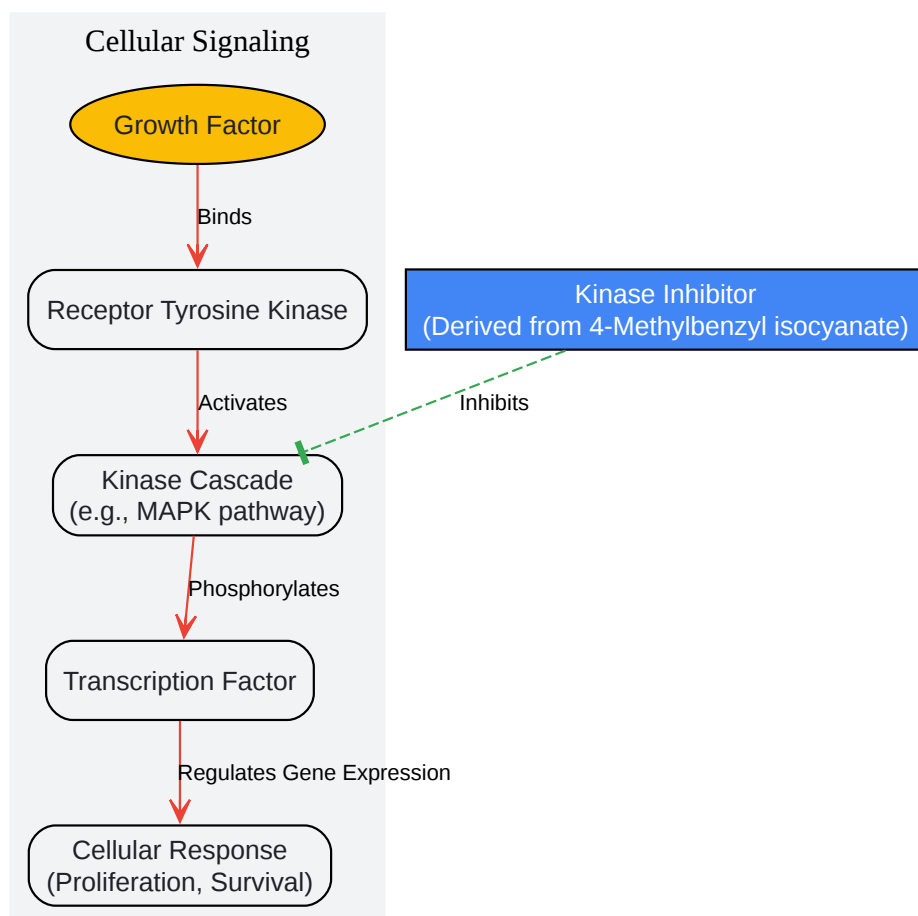 Cellular Signaling
Growth Factor
Binds
Receptor Tyrosine Kinase
Kinase Inhibitor
(Derived from 4-Methylbenzyl isocyanate)
Activates
Inhibits
Kinase Cascade
(e.g., MAPK pathway)
Phosphorylates
Transcription Factor
Regulates Gene Expression
Cellular Response
(Proliferation, Survival)